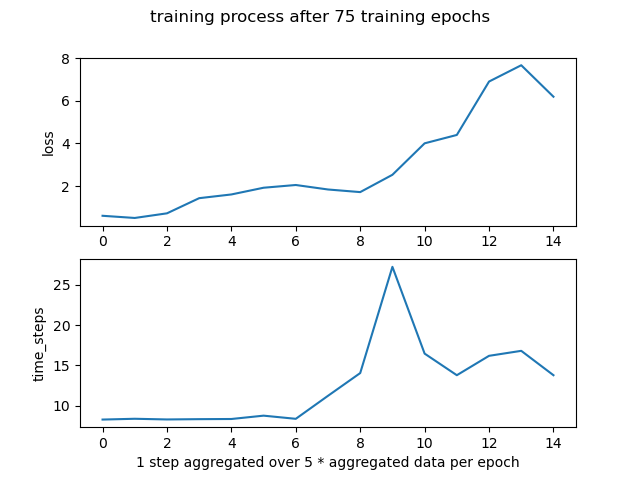 training process after 75 training epochs
8
6
4
2
loss
0 2 4 6 8 10 12 14
25
20
15
10
time_steps
0 2 4 6 8 10 12 14
1 step aggregated over 5 * aggregated data per epoch